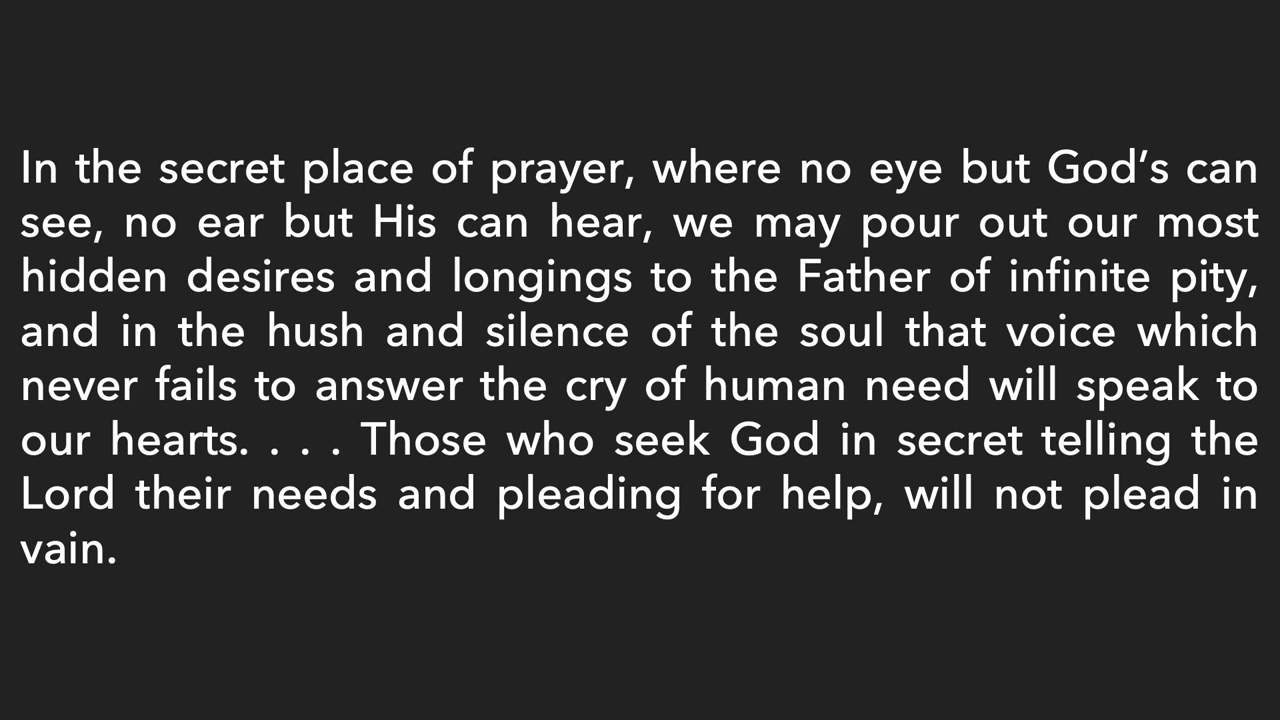 In the secret place of prayer, where no eye but God’s can
see, no ear but His can hear, we may pour out our most
hidden desires and longings to the Father of infinite pity,
and in the hush and silence of the soul that voice which
never fails to answer the cry of human need will speak to
our hearts. . . . Those who seek God in secret telling the
Lord their needs and pleading for help, will not plead in
vain.